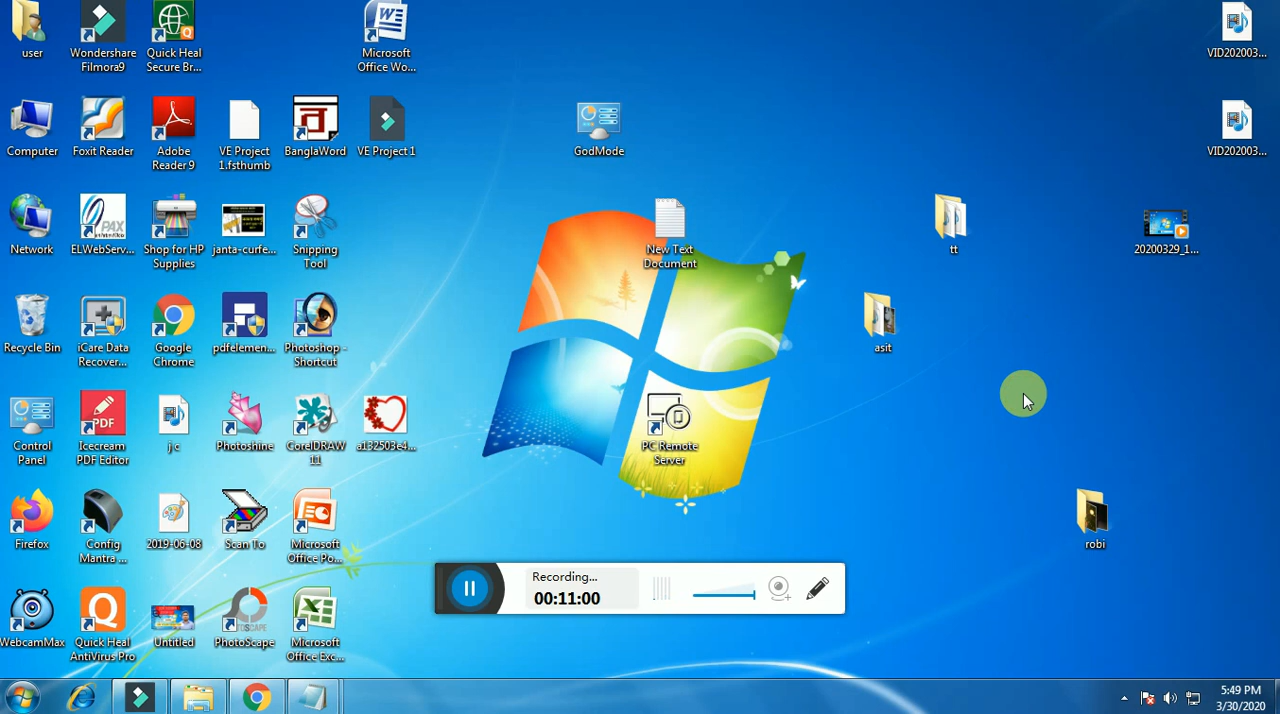 user
Wondershare
Filmora9
Quick Heal
Secure Br...
Microsoft
Office Wo...
VID202003...
Computer
Foxit Reader
Adobe
Reader 9
VE Project
1.fsthumb
BanglaWord
VE Project 1
GodMode
VID202003...
Network
ELWebServ...
Shop for HP
Supplies
janta-curfe...
Snipping
Tool
New Text
Document
tt
20200329_1...
Recycle Bin
iCare Data
Recover...
Google
Chrome
pdfelemen...
Photoshop -
Shortcut
asit
Control
Panel
PDF
Icecream
PDF Editor
j c
Photoshine
CorelDRAW
11
a132503e4...
PC Remote
Server
Firefox
Config
Mantra ...
2019-06-08
Scan To
Microsoft
Office Po...
robi
Recording...
00:11:00
WebcamMax
Quick Heal
AntiVirus Pro
Untitled
PhotoScape
Microsoft
Office Exc...
5:49 PM
3/30/2020